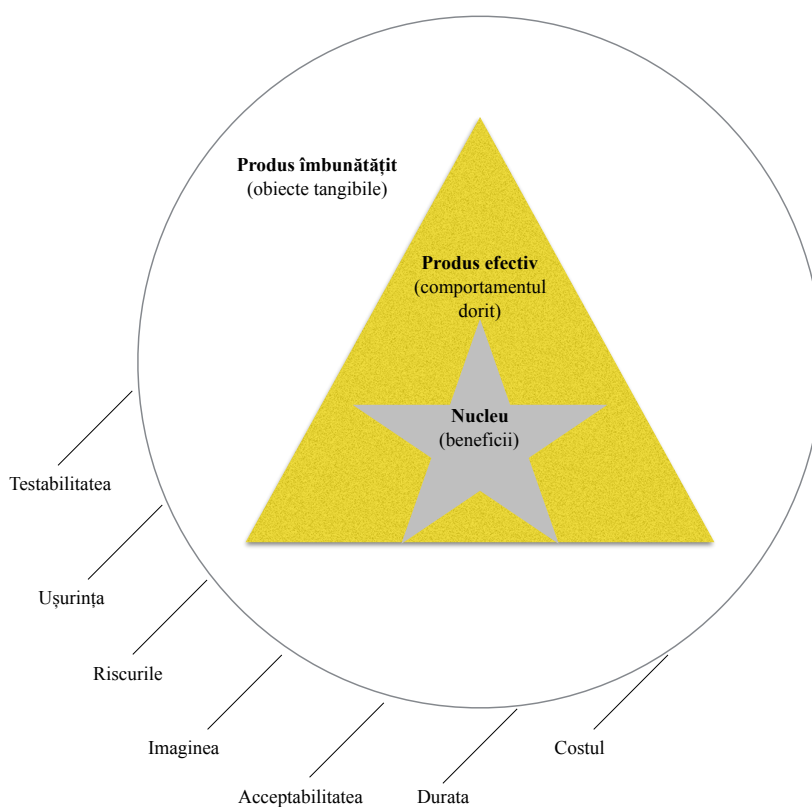 Produs îmbunătățit
(obiecte tangibile)
Produs efectiv
(comportamentul
dorit)
Nucleu
(beneficii)
Testabilitatea
Ușurința
Riscurile
Imaginea
Costul
Acceptabilitatea
Durata